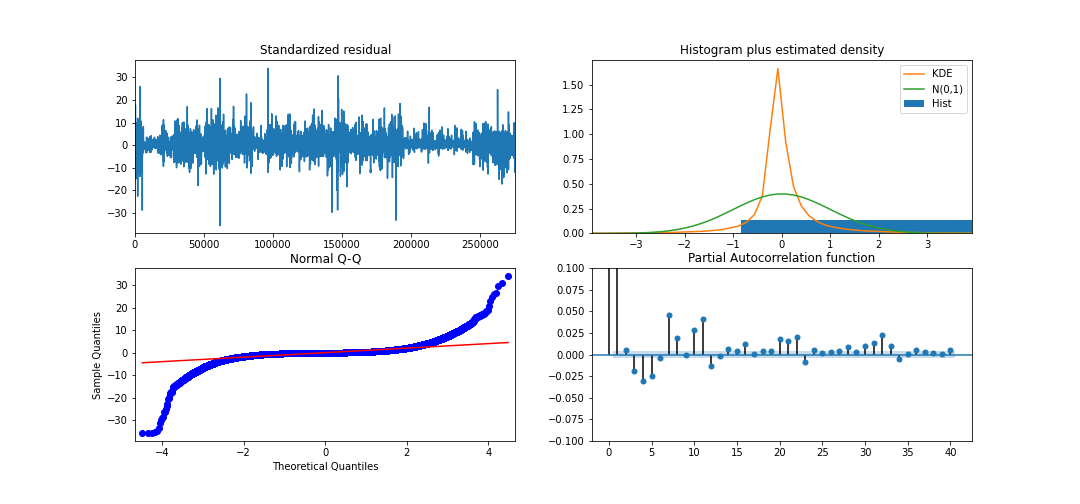 Standardized residual
30
20
10
0
−10
−20
−30
0 50000 100000 150000 200000 250000
Histogram plus estimated density
KDE
N(0,1)
Hist
1.50
1.25
1.00
0.75
0.50
0.25
0.00
−3 −2 −1 0 1 2 3
Normal Q-Q
Sample Quantiles
30
20
10
0
−10
−20
−30
−4 −2 0 2 4
Theoretical Quantiles
Partial Autocorrelation function
0.100
0.075
0.050
0.025
0.000
−0.025
−0.050
−0.075
−0.100
0 5 10 15 20 25 30 35 40